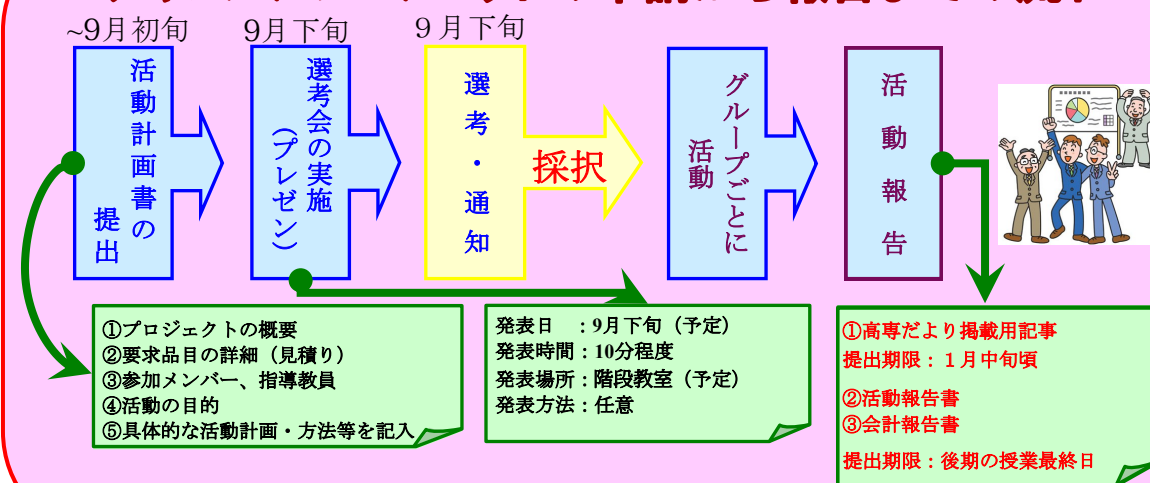 ~9月初旬
9月下旬
９月下旬
活動計画書の
提出
選考会の実施
（プレゼン）
選考・通知
採択
グループごとに
活動
活動報告
①プロジェクトの概要
②要求品目の詳細（見積り）
③参加メンバー、指導教員
④活動の目的
⑤具体的な活動計画・方法等を記入
発表日　：9月下旬（予定）
発表時間：10分程度
発表場所：階段教室（予定）
発表方法：任意
①高専だより掲載用記事
提出期限：１月中旬頃
②活動報告書
③会計報告書
提出期限：後期の授業最終日